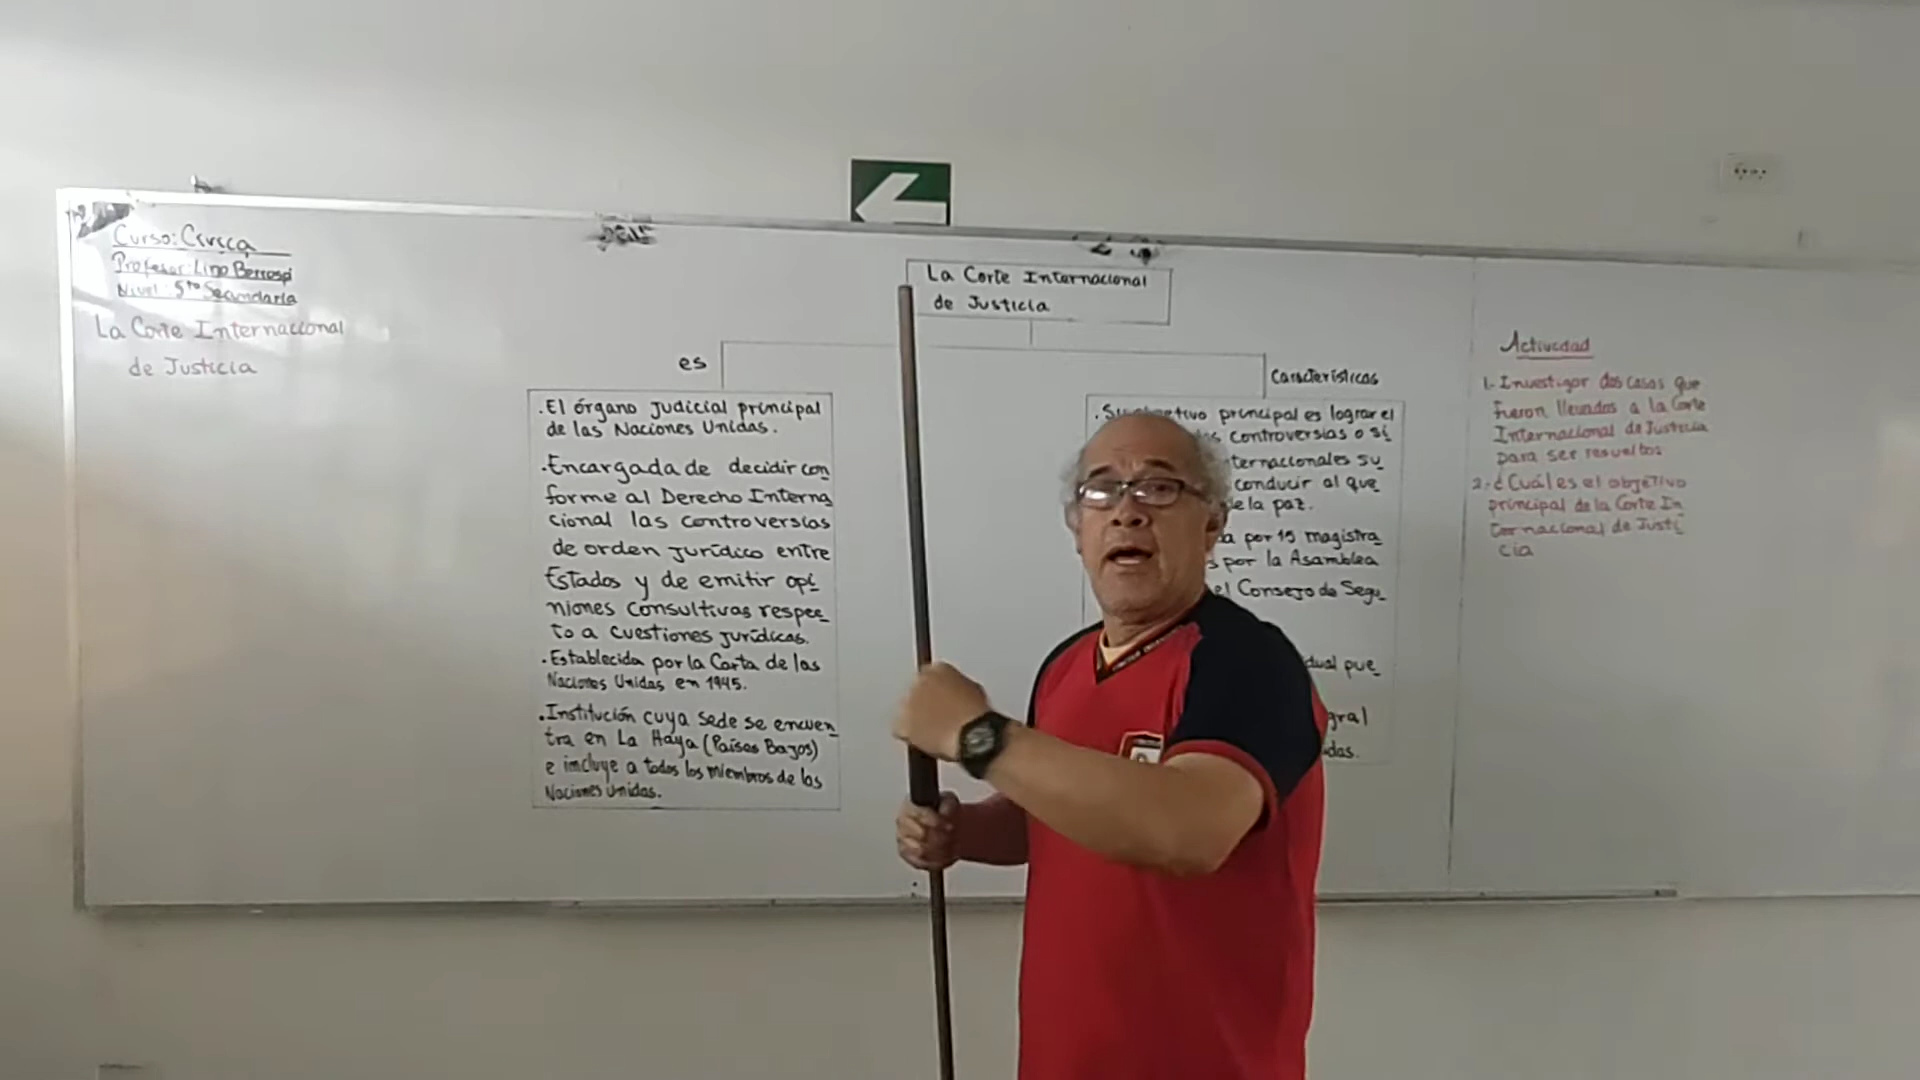 Curso: Civica
Profesor: Lino Berrospi
Nivel: 5to Secundaria
La Corte Internacional
de Justicia
La Corte Internacional
de Justicia
es
.El órgano Judicial principal
de las Naciones Unidas.
.Encargada de decidir con
forme al Derecho Interna
cional las controversias
de orden jurídico entre
Estados y de emitir opi
niones consultivas respec
to a cuestiones jurídicas.
.Establecida por la Carta de las
Naciones Unidas en 1945.
.Institución cuya sede se encuen
tra en La Haya (Países Bajos)
e incluye a todos los miembros de las
Naciones Unidas.
Características
principal es lograr el
controversias o si
ternacionales su
conducir al que
de la paz.
por 15 magistra
por la Asamblea
el Consejo de Segu
dual pue
gral
das.
Actividad
1.- Investigar dos casos que
fueron llevados a la Corte
Internacional de Justicia
para ser resueltos
2.- ¿Cuál es el objetivo
principal de la Corte In
ternacional de Justi
cia